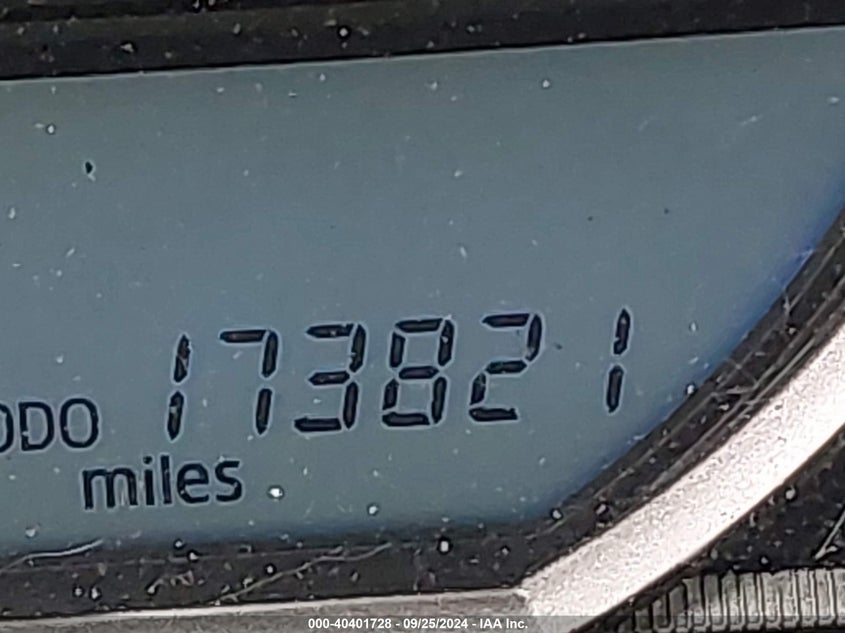 ODO 173821
miles
000-40401728 - 09/25/2024 - IAA Inc.